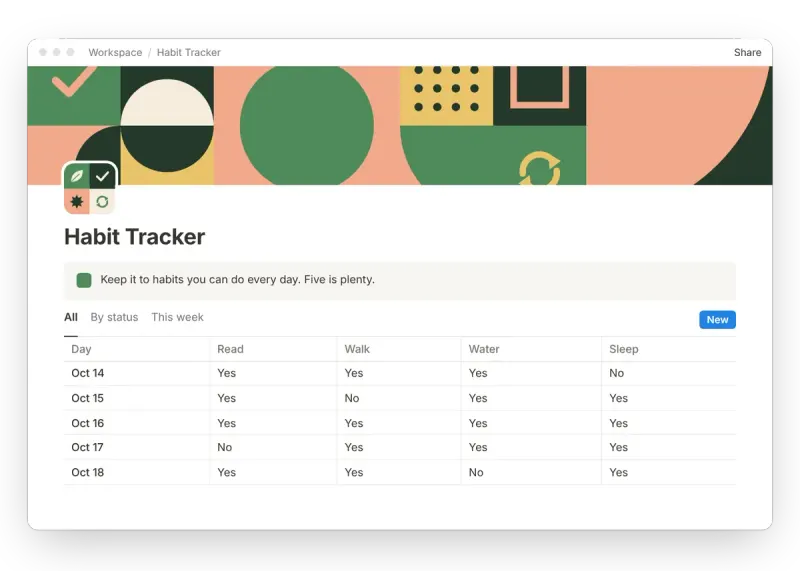 Workspace / Habit Tracker
Share
Habit Tracker
Keep it to habits you can do every day. Five is plenty.
All By status This week
New
Day Read Walk Water Sleep
Oct 14 Yes Yes Yes No
Oct 15 Yes No Yes Yes
Oct 16 Yes Yes Yes Yes
Oct 17 No Yes Yes Yes
Oct 18 Yes Yes No Yes